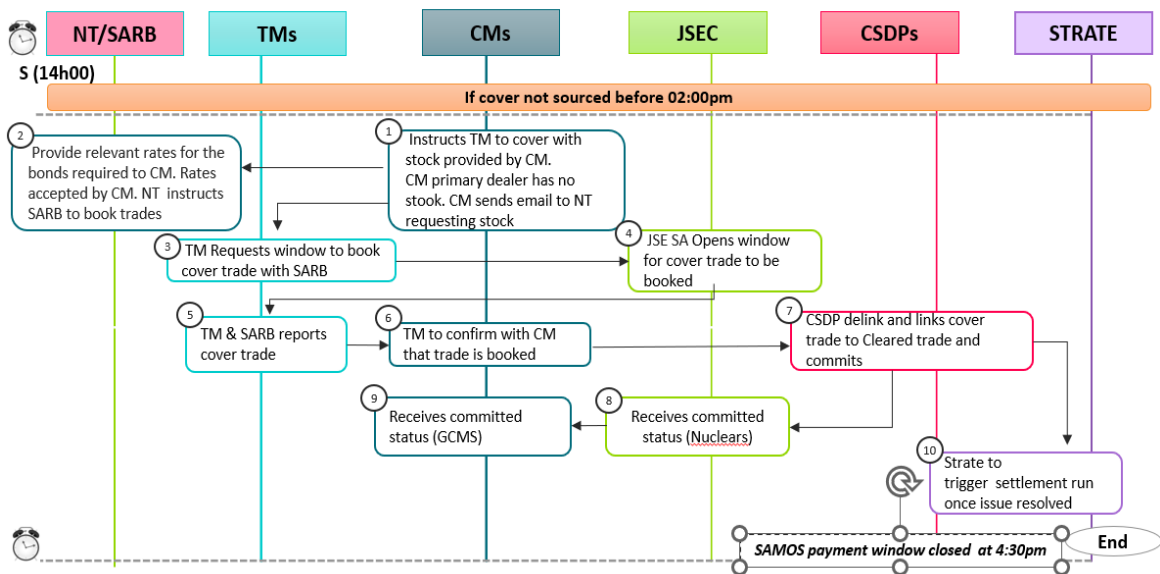 NT/SARB
TMs
CMs
JSEC
CSDPs
STRATE
S (14h00)
If cover not sourced before 02:00pm
1
Instructs TM to cover with
stock provided by CM.
CM primary dealer has no
stook. CM sends email to NT
requesting stock
2
Provide relevant rates for the
bonds required to CM. Rates
accepted by CM. NT instructs
SARB to book trades
3
TM Requests window to book
cover trade with SARB
4
JSE SA Opens window
for cover trade to be
booked
5
TM & SARB reports
cover trade
6
TM to confirm with CM
that trade is booked
7
CSDP delink and links cover
trade to Cleared trade and
commits
8
Receives committed
status (Nuclears)
9
Receives committed
status (GCMS)
10
Strate to
trigger settlement run
once issue resolved
SAMOS payment window closed at 4:30pm
End